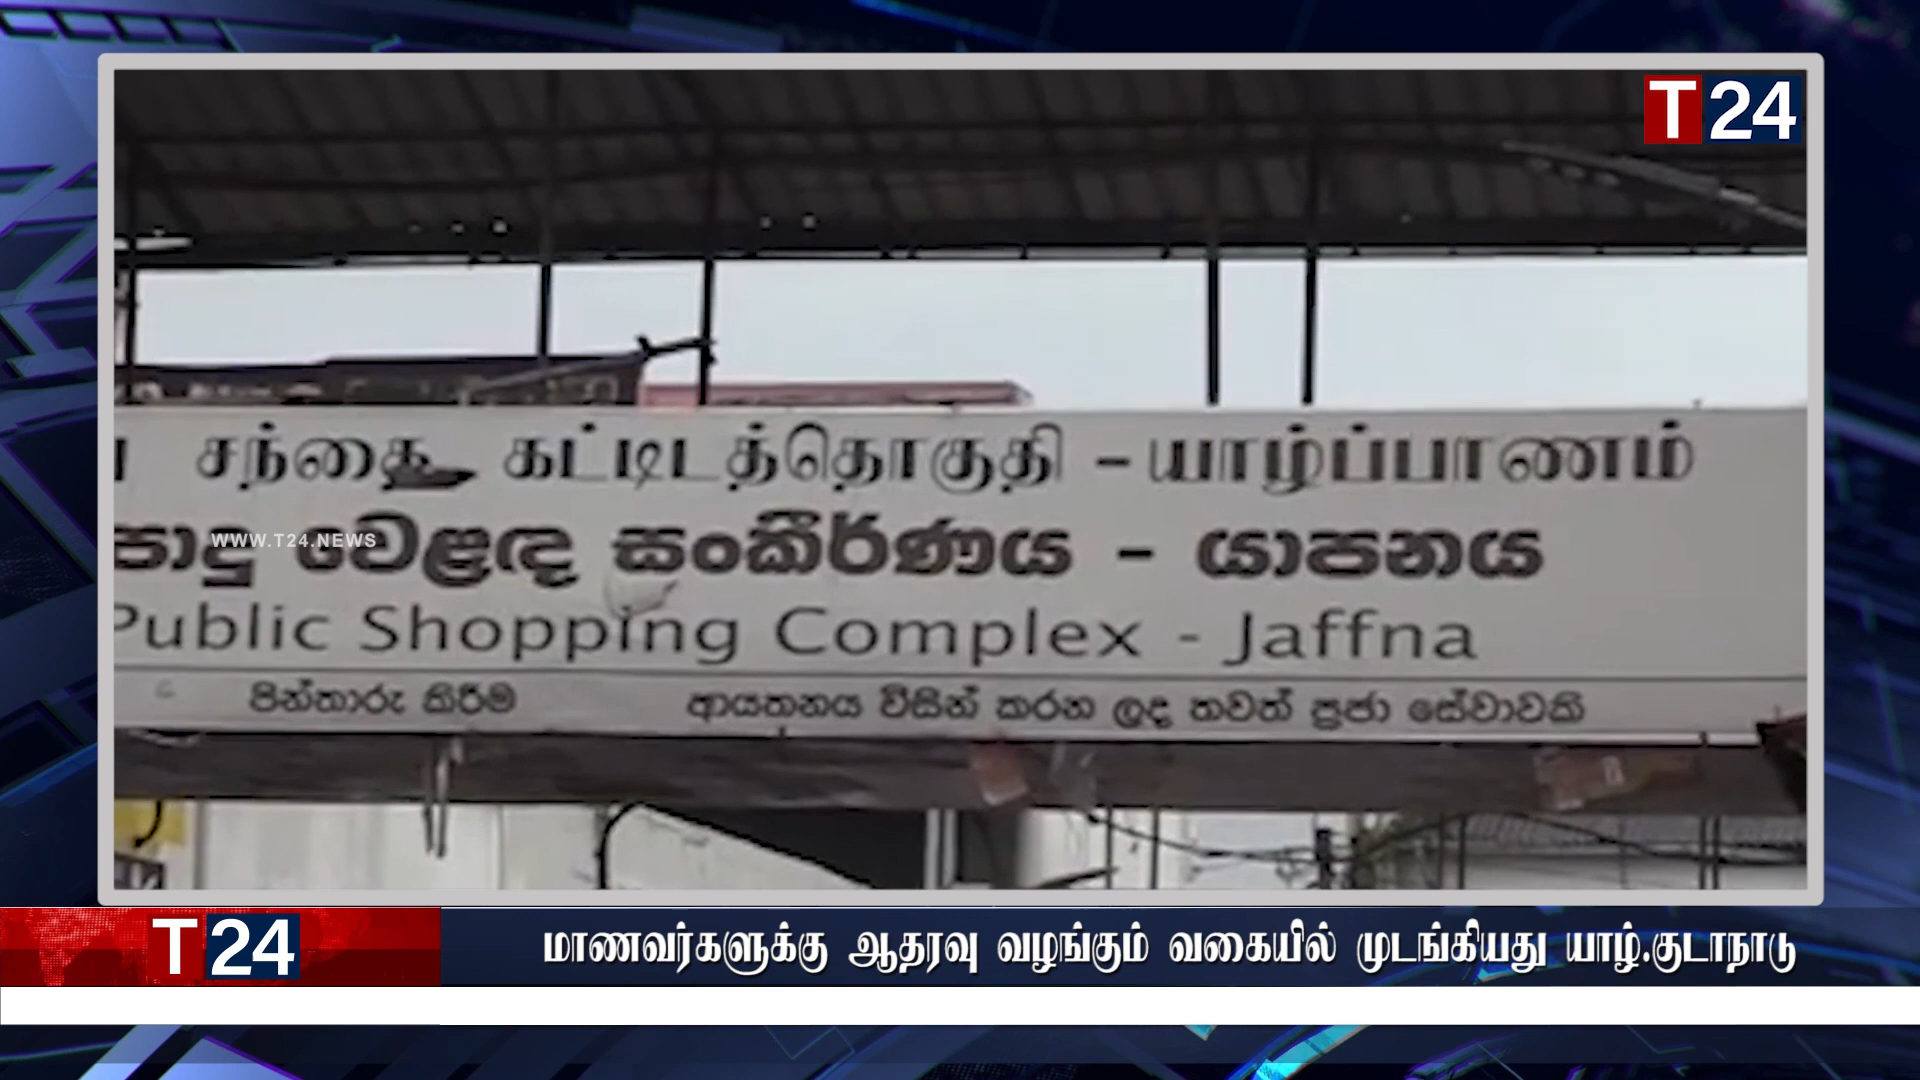 T24
சந்தை கட்டிடத்தொகுதி – யாழ்ப்பாணம்
පොදු වෙළඳ සංකීර්ණය – යාපනය
WWW.T24.NEWS
Public Shopping Complex - Jaffna
පින්තාරු කිරීම ආයතනය විසින් කරන ලද තවත් ප්‍රජා සේවාවකි
T24 மாணவர்களுக்கு ஆதரவு வழங்கும் வகையில் முடங்கியது யாழ்.குடாநாடு